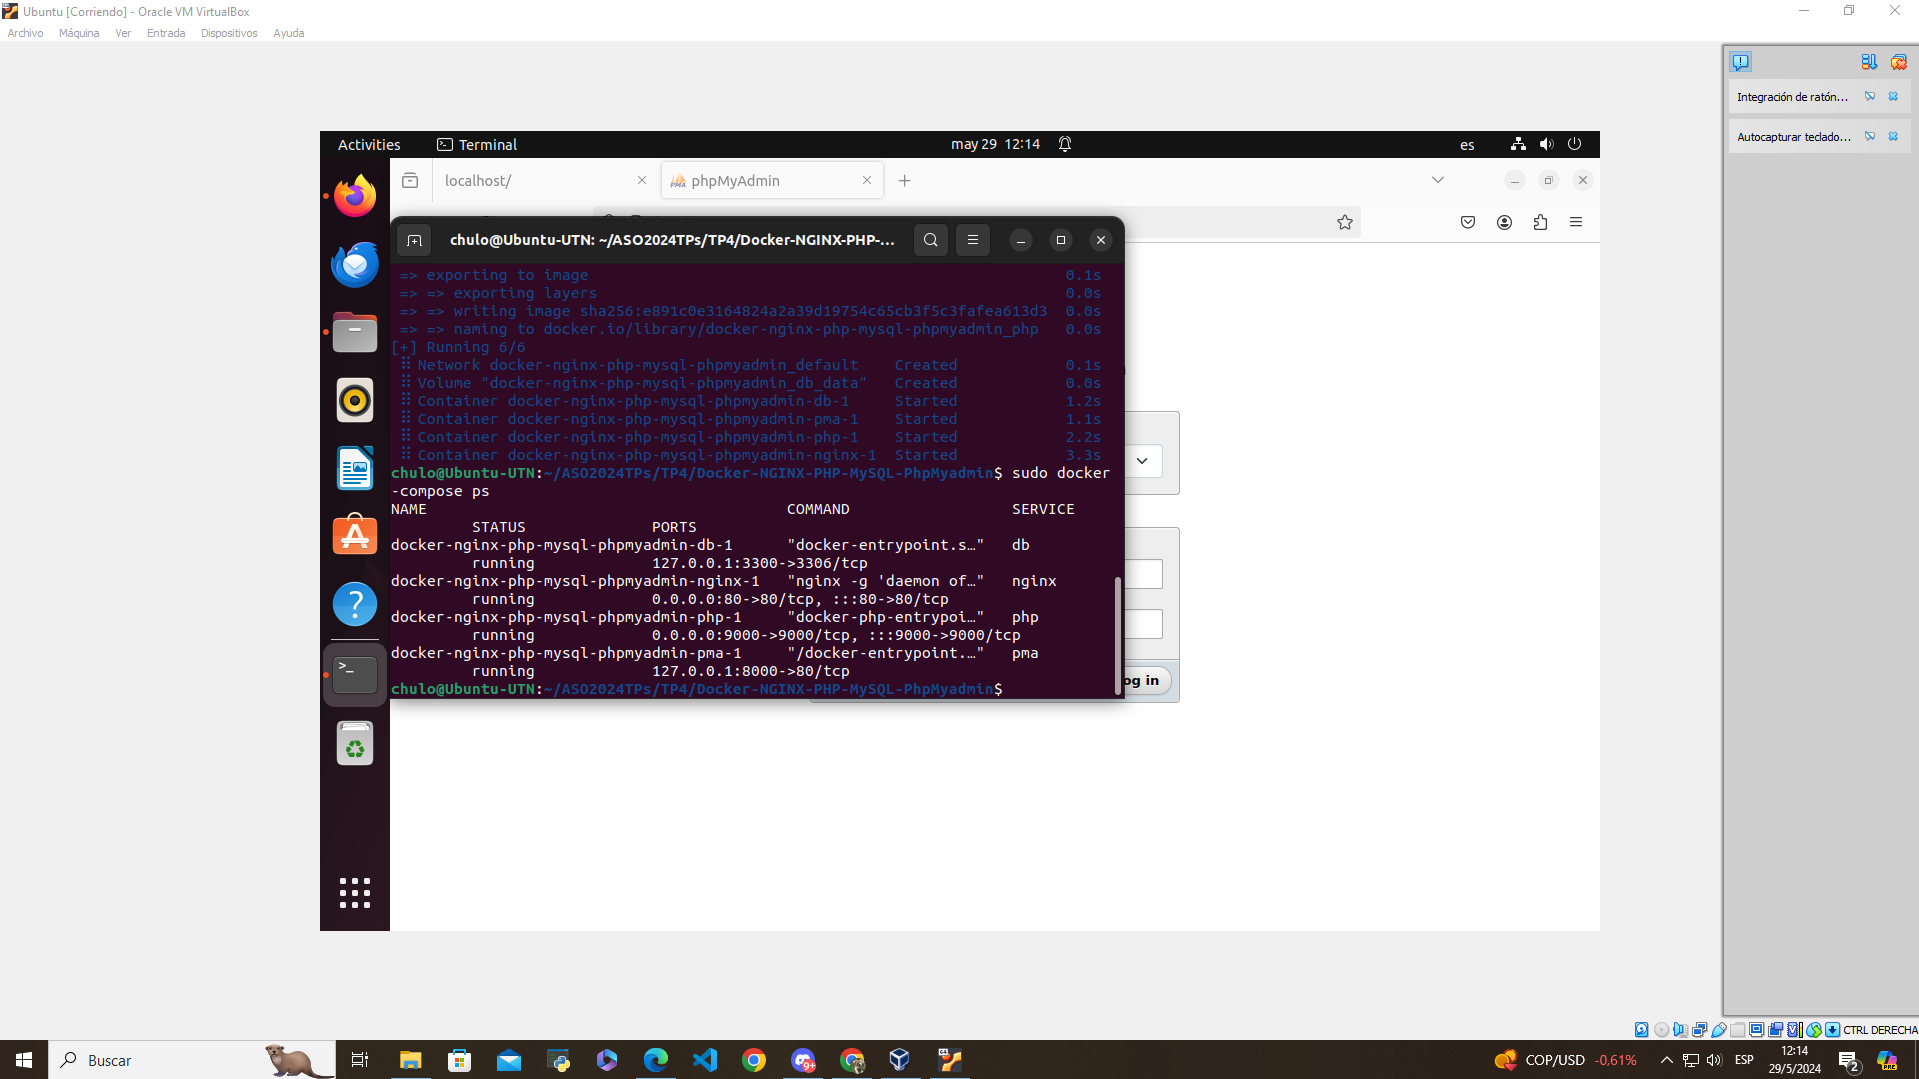 Ubuntu [Corriendo] - Oracle VM VirtualBox
Archivo Máquina Ver Entrada Dispositivos Ayuda
Integración de ratón...
Autocapturar teclado...
Activities Terminal may 29 12:14 es
localhost/ phpMyAdmin
chulo@Ubuntu-UTN: ~/ASO2024TPs/TP4/Docker-NGINX-PHP-...
=> exporting to image 0.1s
=> => exporting layers 0.0s
=> => writing image sha256:e891c0e3164824a2a39d19754c65cb3f5c3fafea613d3 0.0s
=> => naming to docker.io/library/docker-nginx-php-mysql-phpmyadmin_php 0.0s
[+] Running 6/6
⠿ Network docker-nginx-php-mysql-phpmyadmin_default Created 0.1s
⠿ Volume "docker-nginx-php-mysql-phpmyadmin_db_data" Created 0.0s
⠿ Container docker-nginx-php-mysql-phpmyadmin-db-1 Started 1.2s
⠿ Container docker-nginx-php-mysql-phpmyadmin-pma-1 Started 1.1s
⠿ Container docker-nginx-php-mysql-phpmyadmin-php-1 Started 2.2s
⠿ Container docker-nginx-php-mysql-phpmyadmin-nginx-1 Started 3.3s
chulo@Ubuntu-UTN:~/ASO2024TPs/TP4/Docker-NGINX-PHP-MySQL-PhpMyadmin$ sudo docker
-compose ps
NAME COMMAND SERVICE
STATUS PORTS
docker-nginx-php-mysql-phpmyadmin-db-1 "docker-entrypoint.s…" db
running 127.0.0.1:3300->3306/tcp
docker-nginx-php-mysql-phpmyadmin-nginx-1 "nginx -g 'daemon of…" nginx
running 0.0.0.0:80->80/tcp, :::80->80/tcp
docker-nginx-php-mysql-phpmyadmin-php-1 "docker-php-entrypoi…" php
running 0.0.0.0:9000->9000/tcp, :::9000->9000/tcp
docker-nginx-php-mysql-phpmyadmin-pma-1 "/docker-entrypoint.…" pma
running 127.0.0.1:8000->80/tcp
chulo@Ubuntu-UTN:~/ASO2024TPs/TP4/Docker-NGINX-PHP-MySQL-PhpMyadmin$
og in
CTRL DERECHA
Buscar
COP/USD -0,61%
ESP
12:14
29/5/2024
2